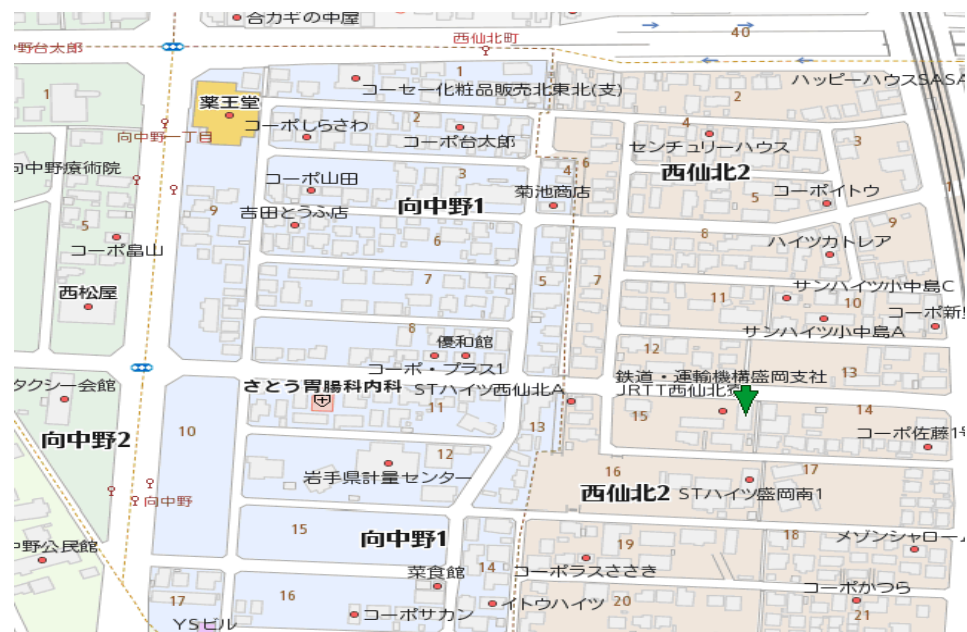 合カギの中屋
西仙北町
40
中野台太郎
1
コーセー化粧品販売北東北(支)
ハッピーハウスSASA
1
2
薬王堂
コーポしらさわ
2
コーポ台太郎
4
センチュリーハウス
3
向中野一丁目
向中野療術院
コーポ山田
3
4
6
西仙北2
5
コーポイトウ
1
菊池商店
向中野1
9
吉田とうふ店
6
8
9
5
コーポ畠山
ハイツカトレア
7
5
7
サンハイツ小中島C
西松屋
11
10
コーポ新
8
優和館
サンハイツ小中島A
12
13
コーポ・プラス1
タクシー会館
さとう胃腸科内科
STハイツ西仙北A
鉄道・運輸機構盛岡支社
JRTT西仙北
11
15
14
10
向中野2
13
コーポ佐藤1号
12
16
17
岩手県計量センター
西仙北2
STハイツ盛岡南1
向中野
15
向中野1
18
メゾンシャローム
中野公民館
19
14
コーポラスささき
菜食館
17
16
イトウハイツ
20
コーポかつら
コーポサカン
21
YSビル